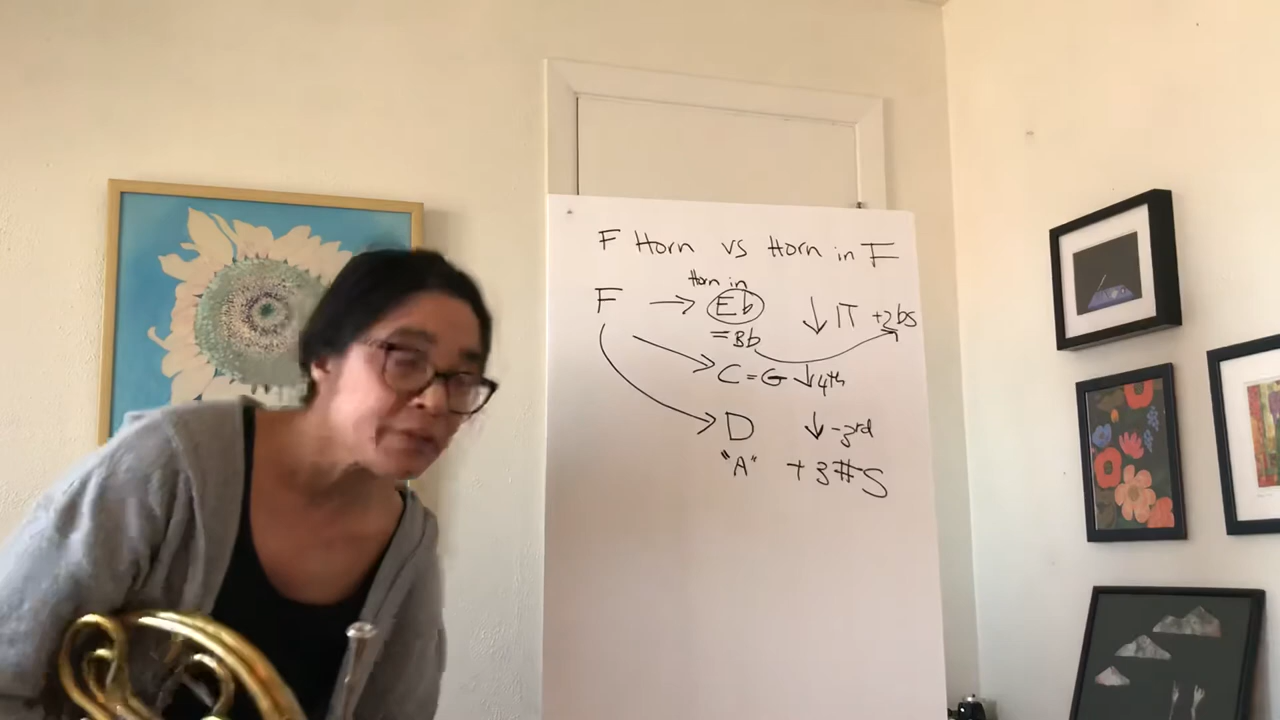 F Horn vs Horn in F
Horn in
F → Eb ↓ 1T +2bs
= Bb
C = G ↓ 4th
D ↓ -3rd
"A" + 3 #S